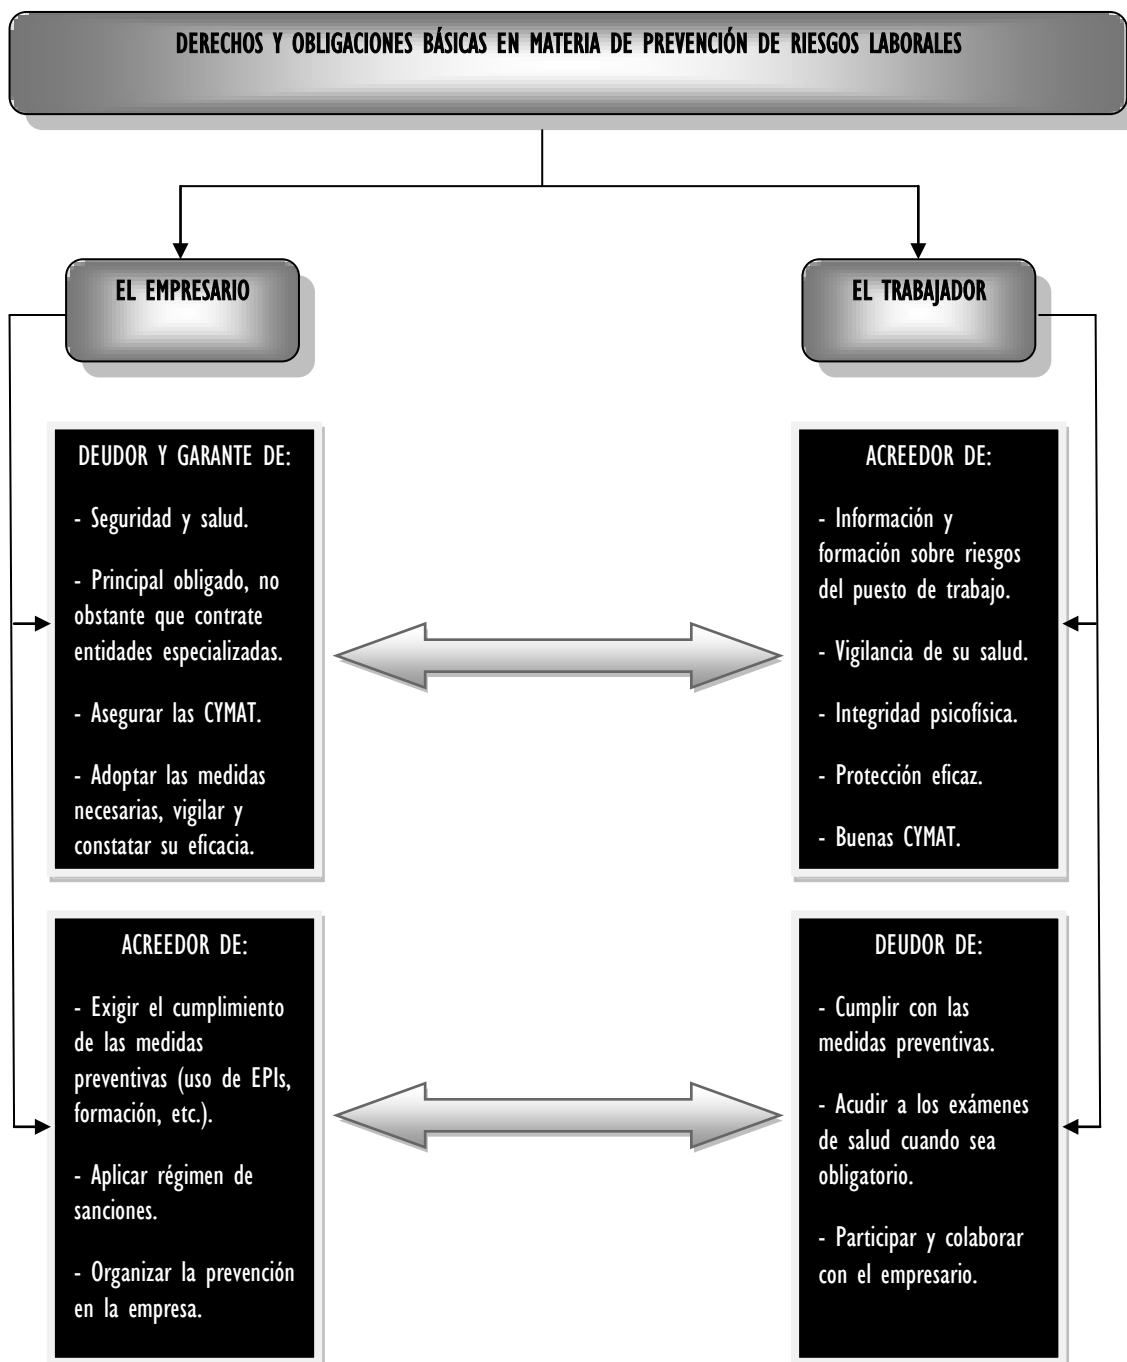 DERECHOS Y OBLIGACIONES BÁSICAS EN MATERIA DE PREVENCIÓN DE RIESGOS LABORALES
EL EMPRESARIO
EL TRABAJADOR
DEUDOR Y GARANTE DE:
- Seguridad y salud.
- Principal obligado, no
obstante que contrate
entidades especializadas.
- Asegurar las CYMAT.
- Adoptar las medidas
necesarias, vigilar y
constatar su eficacia.
ACREEDOR DE:
- Información y
formación sobre riesgos
del puesto de trabajo.
- Vigilancia de su salud.
- Integridad psicofísica.
- Protección eficaz.
- Buenas CYMAT.
ACREEDOR DE:
- Exigir el cumplimiento
de las medidas
preventivas (uso de EPIs,
formación, etc.).
- Aplicar régimen de
sanciones.
- Organizar la prevención
en la empresa.
DEUDOR DE:
- Cumplir con las
medidas preventivas.
- Acudir a los exámenes
de salud cuando sea
obligatorio.
- Participar y colaborar
con el empresario.